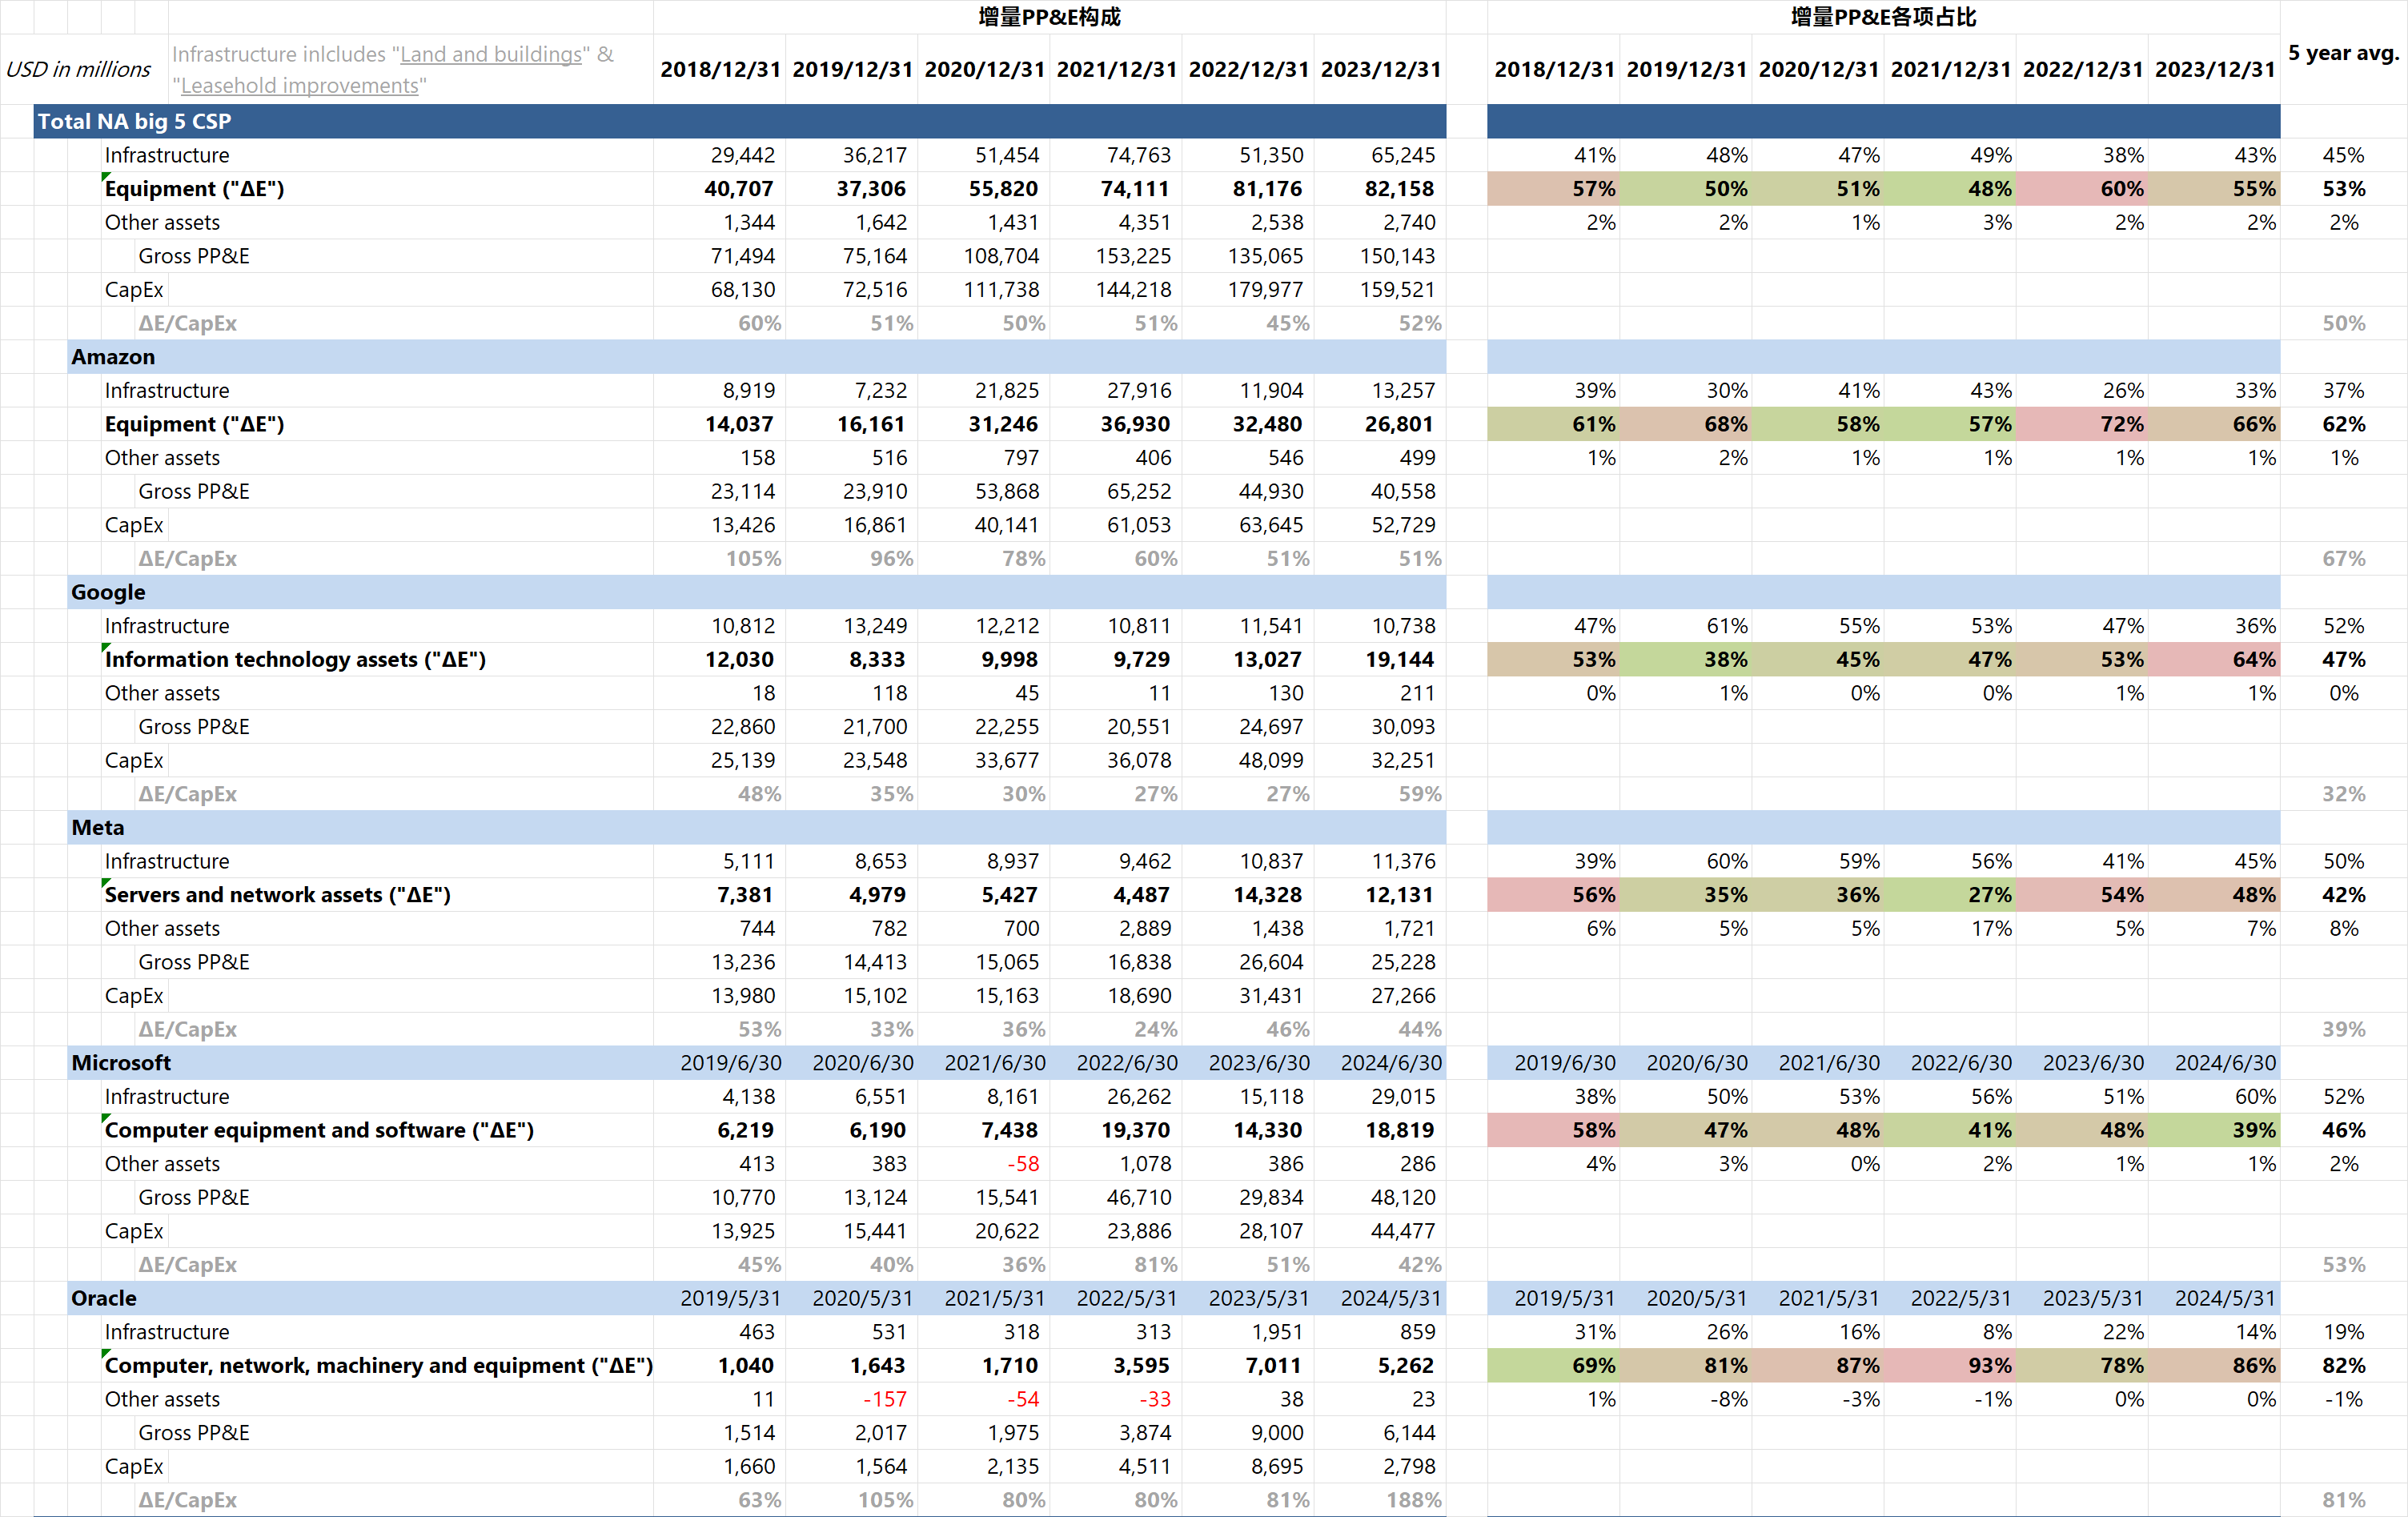 增量PP&E构成 增量PP&E各项占比
USD in millions Infrastructure inlcludes "Land and buildings" & "Leasehold improvements" 2018/12/31 2019/12/31 2020/12/31 2021/12/31 2022/12/31 2023/12/31 2018/12/31 2019/12/31 2020/12/31 2021/12/31 2022/12/31 2023/12/31 5 year avg.
Total NA big 5 CSP
Infrastructure 29,442 36,217 51,454 74,763 51,350 65,245 41% 48% 47% 49% 38% 43% 45%
Equipment ("ΔE") 40,707 37,306 55,820 74,111 81,176 82,158 57% 50% 51% 48% 60% 55% 53%
Other assets 1,344 1,642 1,431 4,351 2,538 2,740 2% 2% 1% 3% 2% 2% 2%
Gross PP&E 71,494 75,164 108,704 153,225 135,065 150,143
CapEx 68,130 72,516 111,738 144,218 179,977 159,521
ΔE/CapEx 60% 51% 50% 51% 45% 52% 50%
Amazon
Infrastructure 8,919 7,232 21,825 27,916 11,904 13,257 39% 30% 41% 43% 26% 33% 37%
Equipment ("ΔE") 14,037 16,161 31,246 36,930 32,480 26,801 61% 68% 58% 57% 72% 66% 62%
Other assets 158 516 797 406 546 499 1% 2% 1% 1% 1% 1% 1%
Gross PP&E 23,114 23,910 53,868 65,252 44,930 40,558
CapEx 13,426 16,861 40,141 61,053 63,645 52,729
ΔE/CapEx 105% 96% 78% 60% 51% 51% 67%
Google
Infrastructure 10,812 13,249 12,212 10,811 11,541 10,738 47% 61% 55% 53% 47% 36% 52%
Information technology assets ("ΔE") 12,030 8,333 9,998 9,729 13,027 19,144 53% 38% 45% 47% 53% 64% 47%
Other assets 18 118 45 11 130 211 0% 1% 0% 0% 1% 1% 0%
Gross PP&E 22,860 21,700 22,255 20,551 24,697 30,093
CapEx 25,139 23,548 33,677 36,078 48,099 32,251
ΔE/CapEx 48% 35% 30% 27% 27% 59% 32%
Meta
Infrastructure 5,111 8,653 8,937 9,462 10,837 11,376 39% 60% 59% 56% 41% 45% 50%
Servers and network assets ("ΔE") 7,381 4,979 5,427 4,487 14,328 12,131 56% 35% 36% 27% 54% 48% 42%
Other assets 744 782 700 2,889 1,438 1,721 6% 5% 5% 17% 5% 7% 8%
Gross PP&E 13,236 14,413 15,065 16,838 26,604 25,228
CapEx 13,980 15,102 15,163 18,690 31,431 27,266
ΔE/CapEx 53% 33% 36% 24% 46% 44% 39%
Microsoft 2019/6/30 2020/6/30 2021/6/30 2022/6/30 2023/6/30 2024/6/30 2019/6/30 2020/6/30 2021/6/30 2022/6/30 2023/6/30 2024/6/30
Infrastructure 4,138 6,551 8,161 26,262 15,118 29,015 38% 50% 53% 56% 51% 60% 52%
Computer equipment and software ("ΔE") 6,219 6,190 7,438 19,370 14,330 18,819 58% 47% 48% 41% 48% 39% 46%
Other assets 413 383 -58 1,078 386 286 4% 3% 0% 2% 1% 1% 2%
Gross PP&E 10,770 13,124 15,541 46,710 29,834 48,120
CapEx 13,925 15,441 20,622 23,886 28,107 44,477
ΔE/CapEx 45% 40% 36% 81% 51% 42% 53%
Oracle 2019/5/31 2020/5/31 2021/5/31 2022/5/31 2023/5/31 2024/5/31 2019/5/31 2020/5/31 2021/5/31 2022/5/31 2023/5/31 2024/5/31
Infrastructure 463 531 318 313 1,951 859 31% 26% 16% 8% 22% 14% 19%
Computer, network, machinery and equipment ("ΔE") 1,040 1,643 1,710 3,595 7,011 5,262 69% 81% 87% 93% 78% 86% 82%
Other assets 11 -157 -54 -33 38 23 1% -8% -3% -1% 0% 0% -1%
Gross PP&E 1,514 2,017 1,975 3,874 9,000 6,144
CapEx 1,660 1,564 2,135 4,511 8,695 2,798
ΔE/CapEx 63% 105% 80% 80% 81% 188% 81%